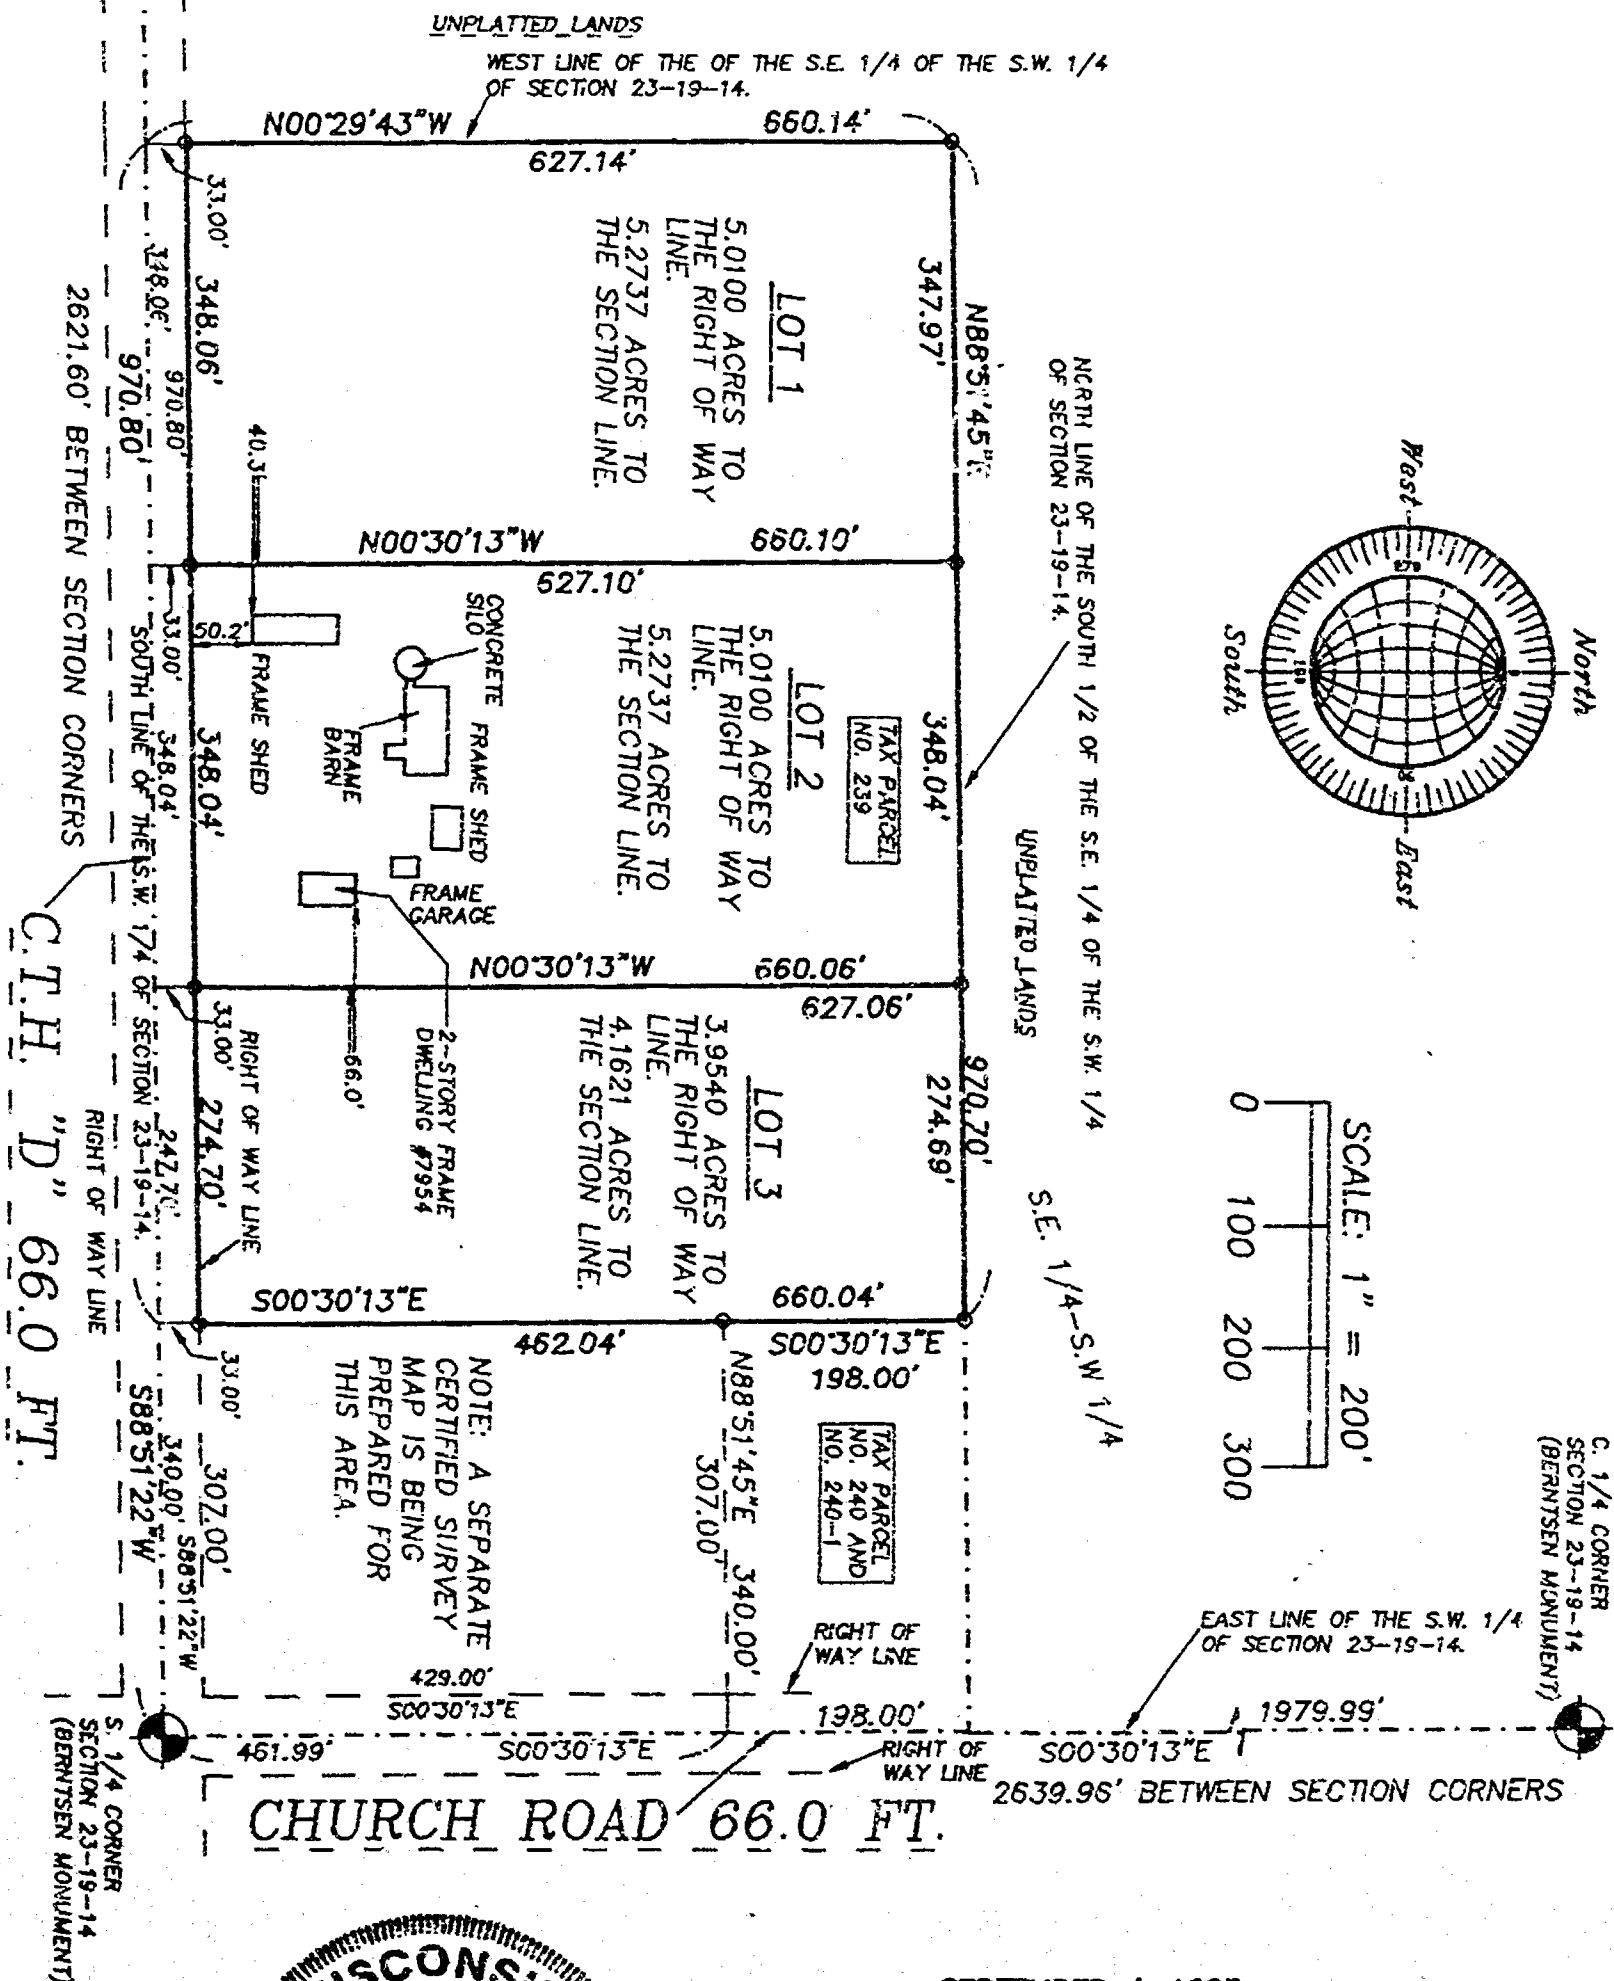 UNPLATTED LANDS
WEST LINE OF THE OF THE S.E. 1/4 OF THE S.W. 1/4
OF SECTION 23-19-14.
N00°29'43"W
660.14'
627.14'
33.00'
348.06'
348.06'
970.80'
970.80'
2621.60' BETWEEN SECTION CORNERS
LOT 1
5.0100 ACRES TO
THE RIGHT OF WAY
LINE.
5.2737 ACRES TO
THE SECTION LINE.
347.97'
N88°51'45"E
NORTH LINE OF THE SOUTH 1/2 OF THE S.E. 1/4 OF THE S.W. 1/4
OF SECTION 23-19-14.
West
North
South
East
N00°30'13"W
660.10'
627.10'
33.00'
50.2'
FRAME SHED
CONCRETE
SILO
FRAME
BARN
FRAME SHED
FRAME
GARAGE
LOT 2
5.0100 ACRES TO
THE RIGHT OF WAY
LINE.
5.2737 ACRES TO
THE SECTION LINE.
TAX PARCEL
NO. 239
348.04'
348.04'
348.04'
SOUTH LINE OF THE S.W. 1/4 OF SECTION 23-19-14.
UNPLATTED LANDS
N00°30'13"W
660.06'
627.06'
33.00'
66.0'
2-STORY FRAME
DWELLING #7954
RIGHT OF WAY LINE
LOT 3
3.9540 ACRES TO
THE RIGHT OF WAY
LINE.
4.1621 ACRES TO
THE SECTION LINE.
970.70'
274.69'
274.70'
RIGHT OF WAY LINE
C.T.H. "D" 66.0 FT.
S.E. 1/4-S.W 1/4
SCALE: 1" = 200'
0 100 200 300
S00°30'13"E
660.04'
462.04'
S00°30'13"E
198.00'
33.00'
307.00'
340.00' S88°51'22"W
S88°51'22"W
NOTE: A SEPARATE
CERTIFIED SURVEY
MAP IS BEING
PREPARED FOR
THIS AREA.
N88°51'45"E 340.00'
307.00'
TAX PARCEL
NO. 240 AND
NO. 240-1
C. 1/4 CORNER
SECTION 23-19-14
(BERNTSEN MONUMENT)
EAST LINE OF THE S.W. 1/4
OF SECTION 23-19-14.
RIGHT OF
WAY LINE
429.00'
S00°30'13"E
198.00'
1979.99'
461.99'
S00°30'13"E
RIGHT OF
WAY LINE
S00°30'13"E
2639.96' BETWEEN SECTION CORNERS
CHURCH ROAD 66.0 FT.
S 1/4 CORNER
SECTION 23-19-14
(BERNTSEN MONUMENT)